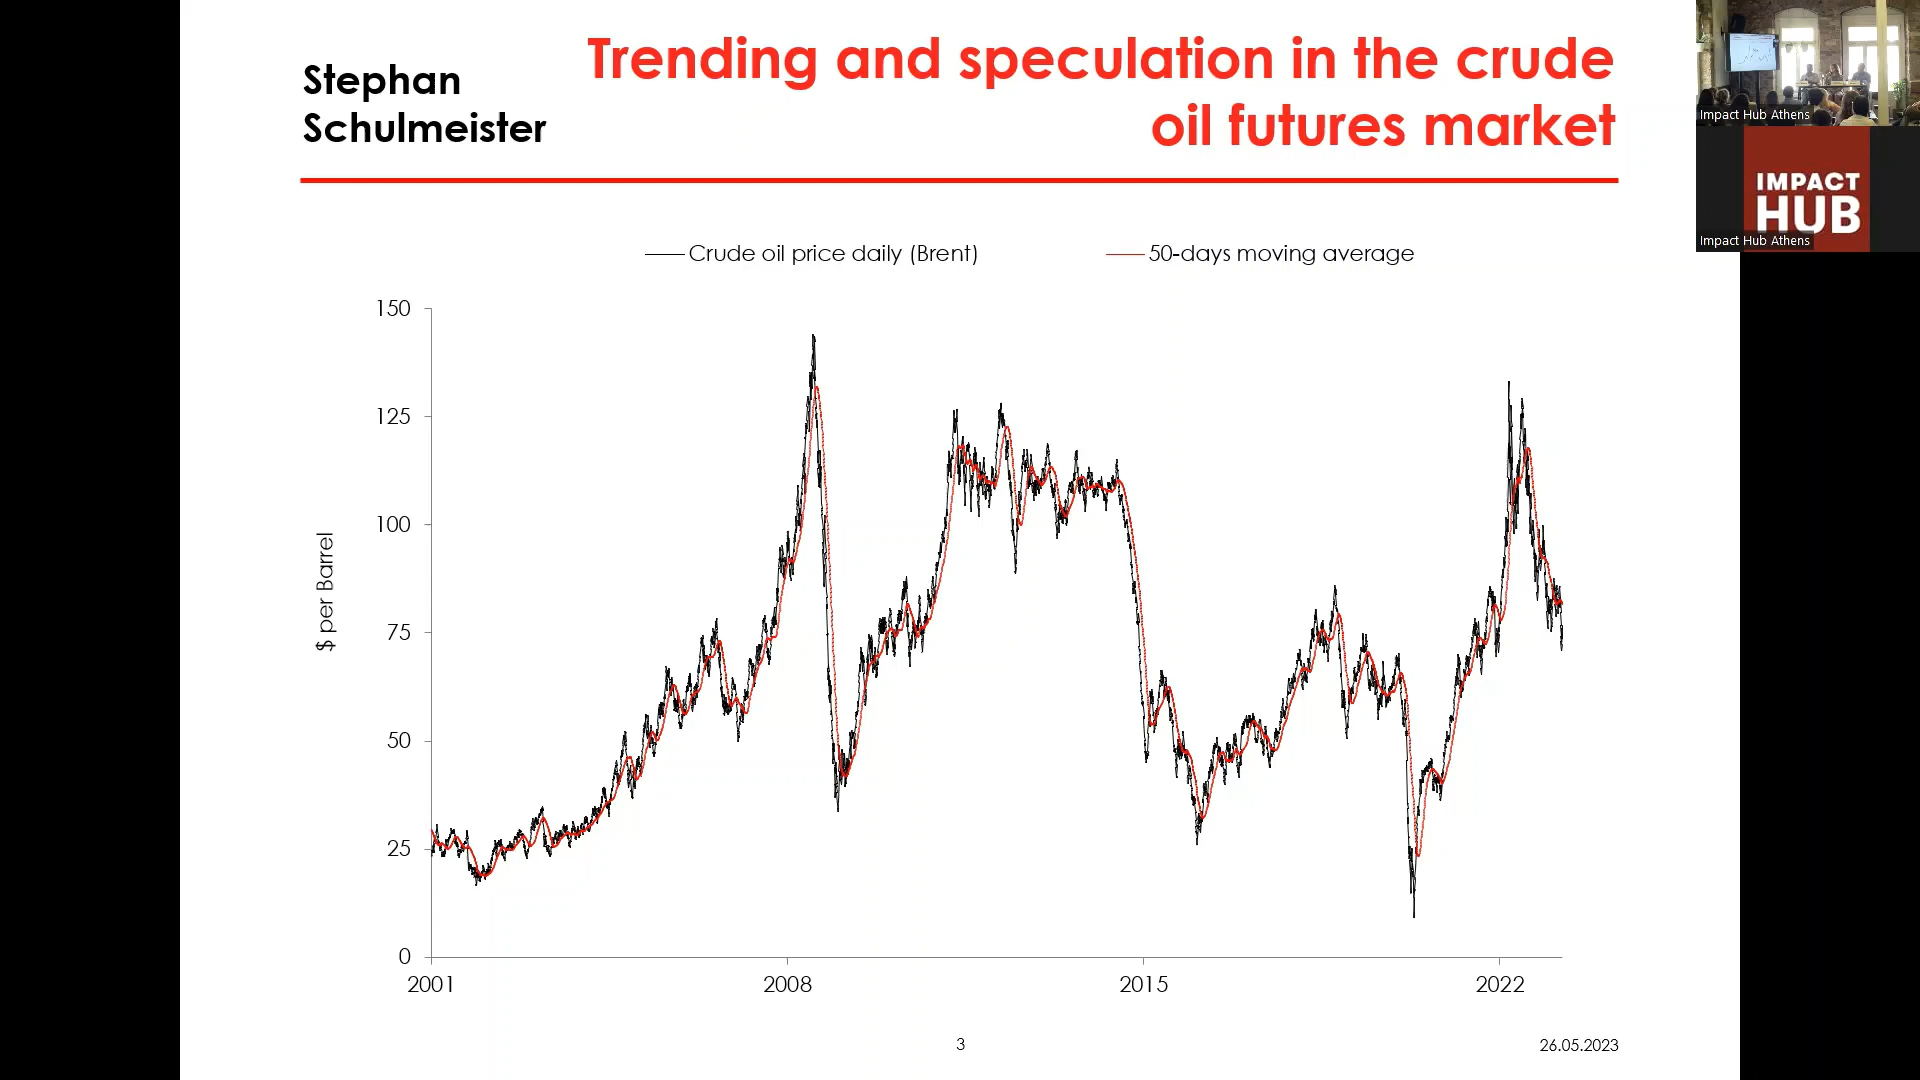 Stephan
Schulmeister
Trending and speculation in the crude
oil futures market
Impact Hub Athens
IMPACT
HUB
Impact Hub Athens
Crude oil price daily (Brent)
50-days moving average
$ per Barrel
150
125
100
75
50
25
0
2001
2008
2015
2022
3
26.05.2023